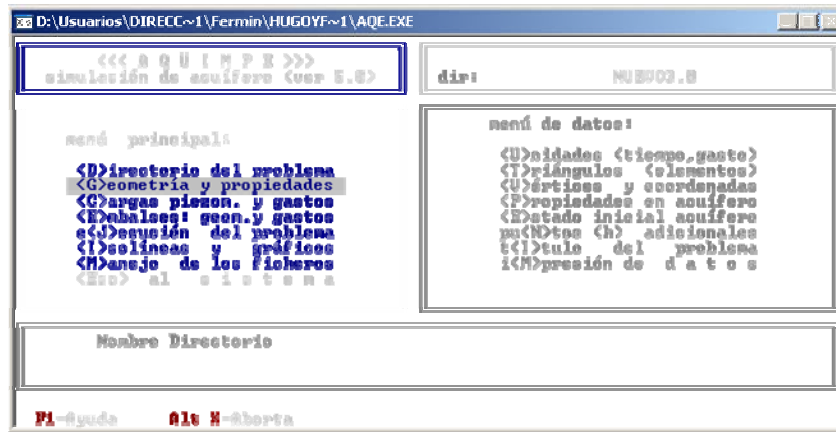 D:\Usuarios\DIRECC~1\Fermin\HUGOYF~1\AQE.EXE
<<< A Q Ü I M P E >>>
simulación de acuífero (ver 5.0)
dir: NUEVO3.0
menú principal:
<D>irectorio del problema
<G>eometría y propiedades
<C>argas piezom. y gastos
<E>mbalses: geom.y gastos
e<J>ecución del problema
<I>solíneas y gráficos
<M>anejo de los ficheros
<Esc> al s i s t e m a
menú de datos:
<U>nidades (tiempo,gasto)
<T>riángulos (elementos)
<V>értices y coordenadas
<P>ropiedades en acuífero
<E>stado inicial acuífero
pu<N>tos (h) adicionales
t<Í>tulo del problema
i<M>presión de d a t o s
Nombre Directorio
F1-Ayuda Alt X-Aborta